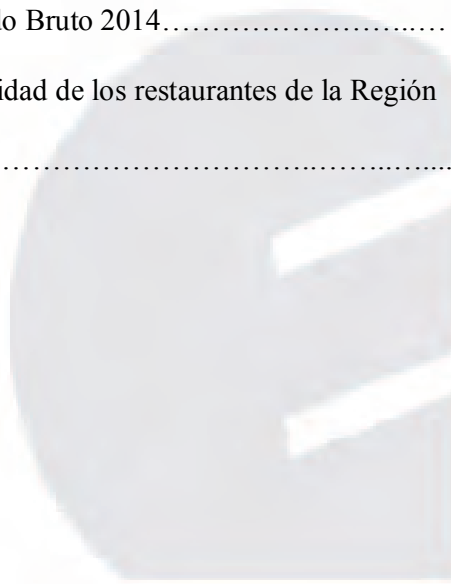 lo Bruto 2014……………………..…
idad de los restaurantes de la Región
…………………………….…….…...